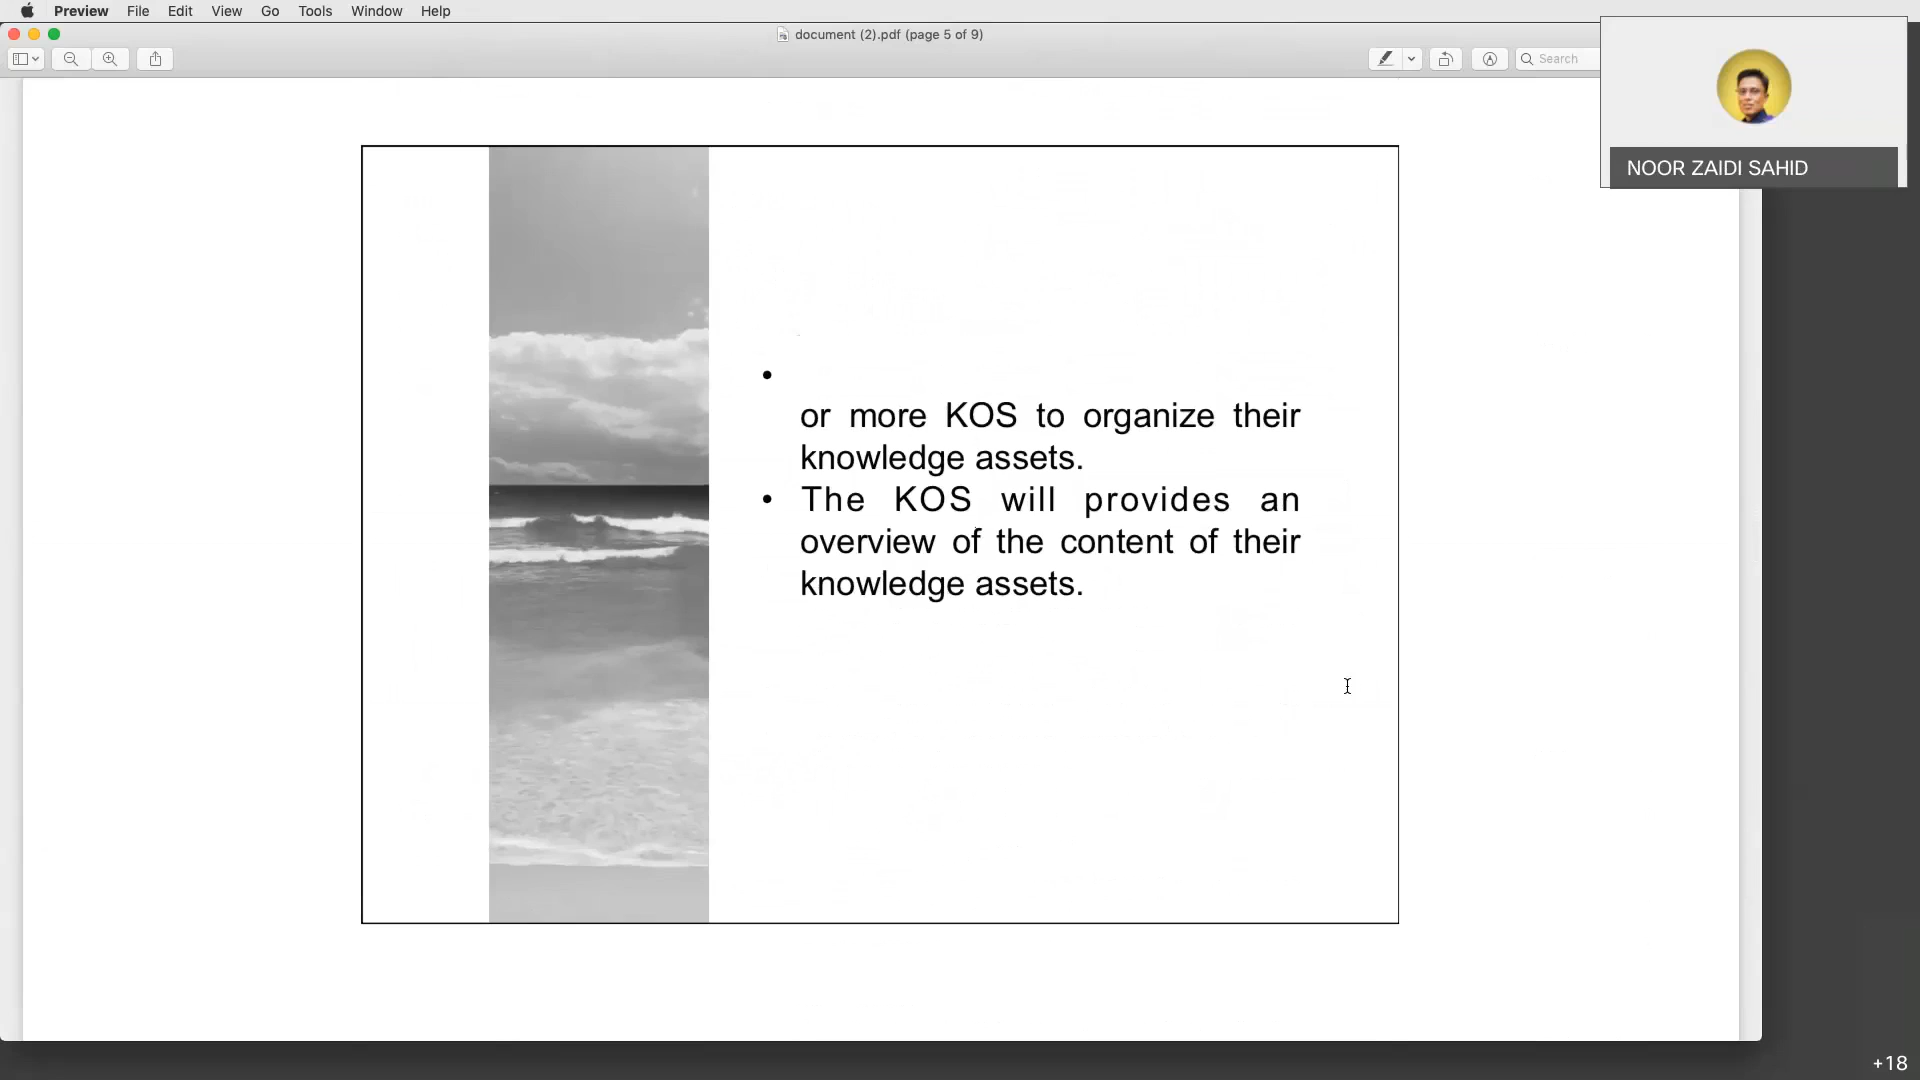 Preview File Edit View Go Tools Window Help
document (2).pdf (page 5 of 9)
Search
NOOR ZAIDI SAHID
•
or more KOS to organize their
knowledge assets.
• The KOS will provides an
overview of the content of their
knowledge assets.
+18